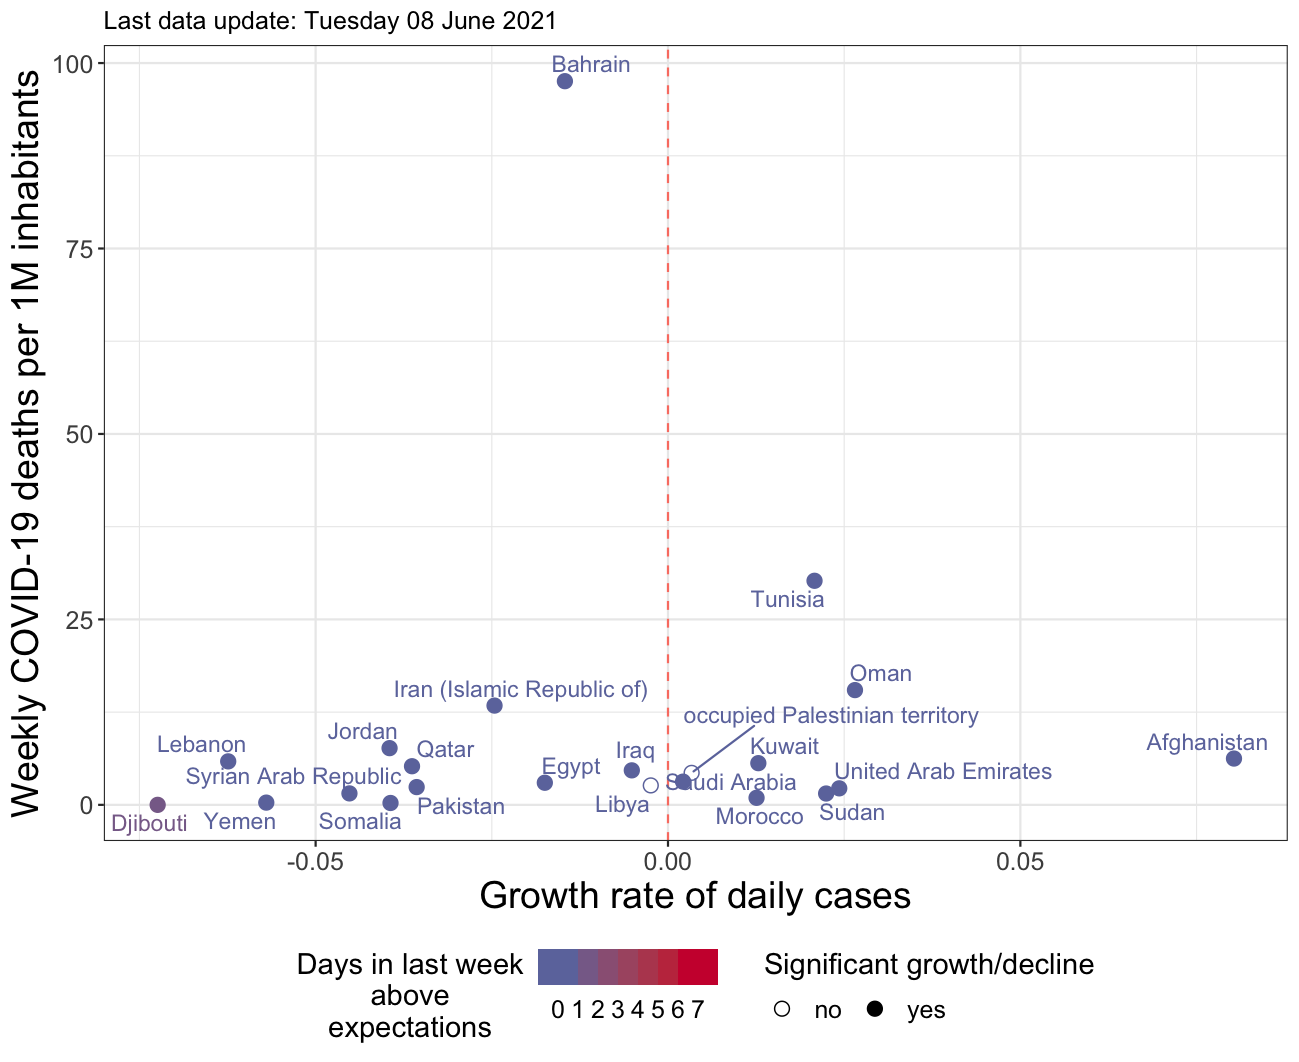 Last data update: Tuesday 08 June 2021
Weekly COVID-19 deaths per 1M inhabitants
100
75
50
25
0
Bahrain
Tunisia
Oman
Iran (Islamic Republic of)
occupied Palestinian territory
Jordan
Lebanon
Qatar
Iraq
Kuwait
Afghanistan
Syrian Arab Republic
Egypt
Saudi Arabia
United Arab Emirates
Pakistan
Libya
Djibouti
Yemen
Somalia
Morocco
Sudan
-0.05
0.00
0.05
Growth rate of daily cases
Days in last week
above
expectations
0 1 2 3 4 5 6 7
Significant growth/decline
no
yes